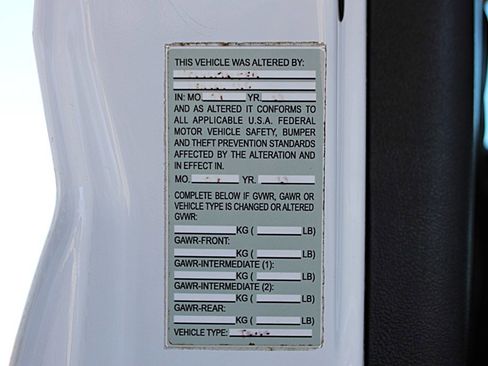 THIS VEHICLE WAS ALTERED BY:
IN: MO. YR.
AND AS ALTERED IT CONFORMS TO
ALL APPLICABLE U.S.A. FEDERAL
MOTOR VEHICLE SAFETY, BUMPER
AND THEFT PREVENTION STANDARDS
AFFECTED BY THE ALTERATION AND
IN EFFECT IN.
MO. YR.
COMPLETE BELOW IF GVWR, GAWR OR
VEHICLE TYPE IS CHANGED OR ALTERED
GVWR:
KG ( LB)
GAWR-FRONT:
KG ( LB)
GAWR-INTERMEDIATE (1):
KG ( LB)
GAWR-INTERMEDIATE (2):
KG ( LB)
GAWR-REAR:
KG ( LB)
VEHICLE TYPE: